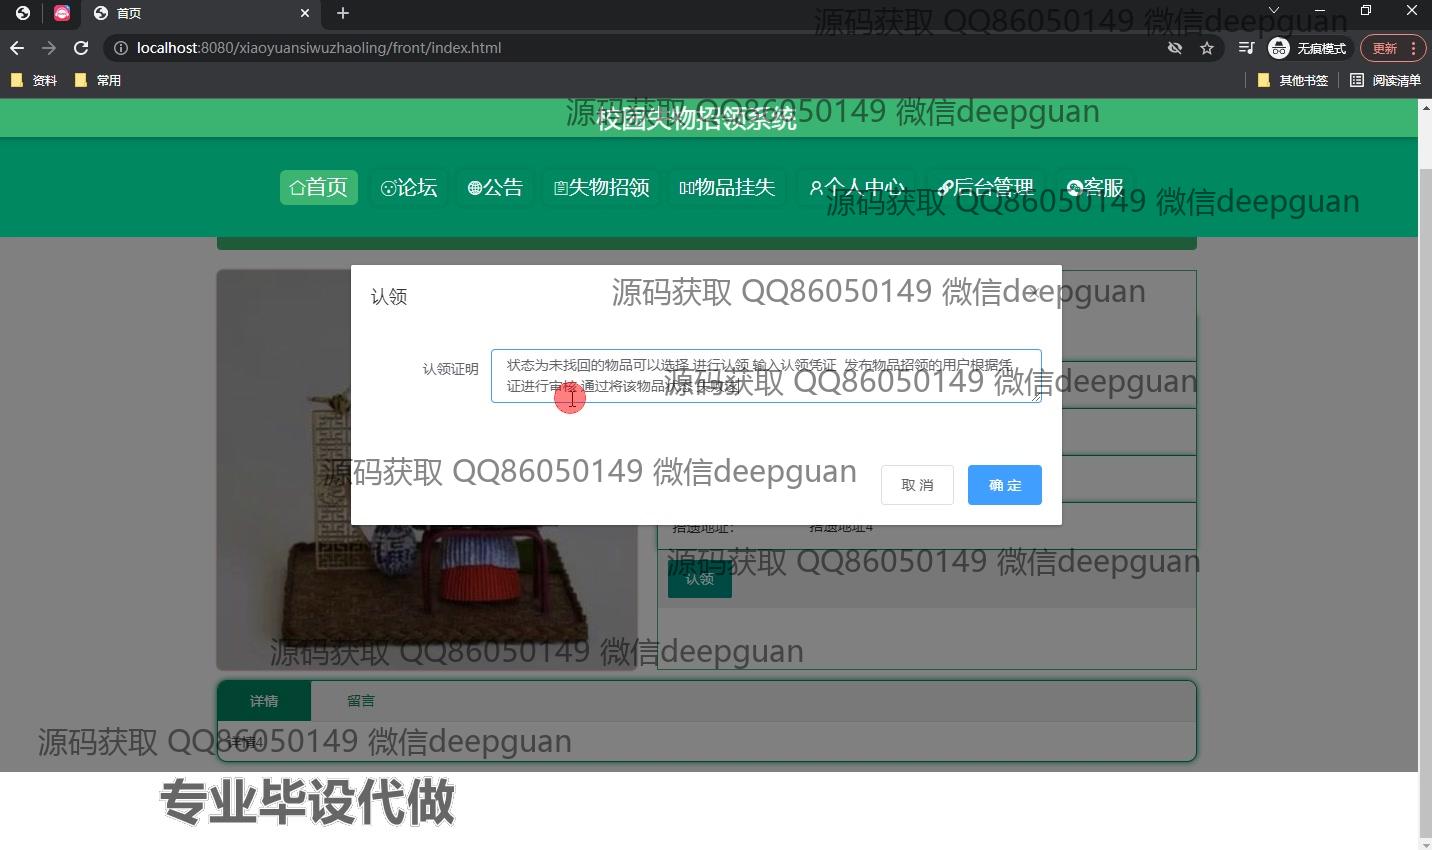 首页
localhost:8080/xiaoyuansiwuzhaoling/front/index.html
无痕模式
更新
资料
常用
其他书签
阅读清单
源码获取 QQ86050149 微信deepguan
源码获取 QQ86050149 微信deepguan
校园失物招领系统
首页
论坛
公告
失物招领
物品挂失
个人中心
后台管理
客服
源码获取 QQ86050149 微信deepguan
认领
源码获取 QQ86050149 微信deepguan
认领证明
状态为未找回的物品可以选择 进行认领 输入认领凭证 发布物品招领的用户根据凭
证进行审核 通过将该物品状态
源码获取 QQ86050149 微信deepguan
源码获取 QQ86050149 微信deepguan
取消
确定
拾遗地址:
拾遗地址4
源码获取 QQ86050149 微信deepguan
认领
源码获取 QQ86050149 微信deepguan
详情
留言
详情4
源码获取 QQ86050149 微信deepguan
专业毕设代做